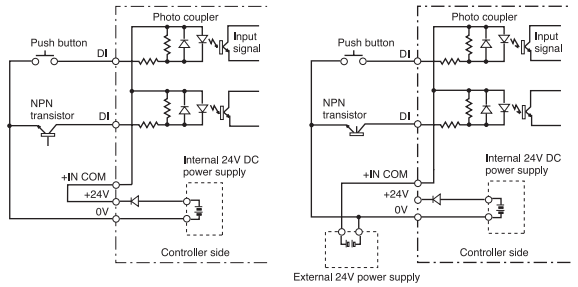 Photo coupler
Input
signal
Push button
DI
NPN
transistor
DI
+IN COM
+24V
0V
Internal 24V DC
power supply
Controller side
Photo coupler
Input
signal
Push button
DI
NPN
transistor
DI
+IN COM
+24V
0V
Internal 24V DC
power supply
Controller side
External 24V power supply